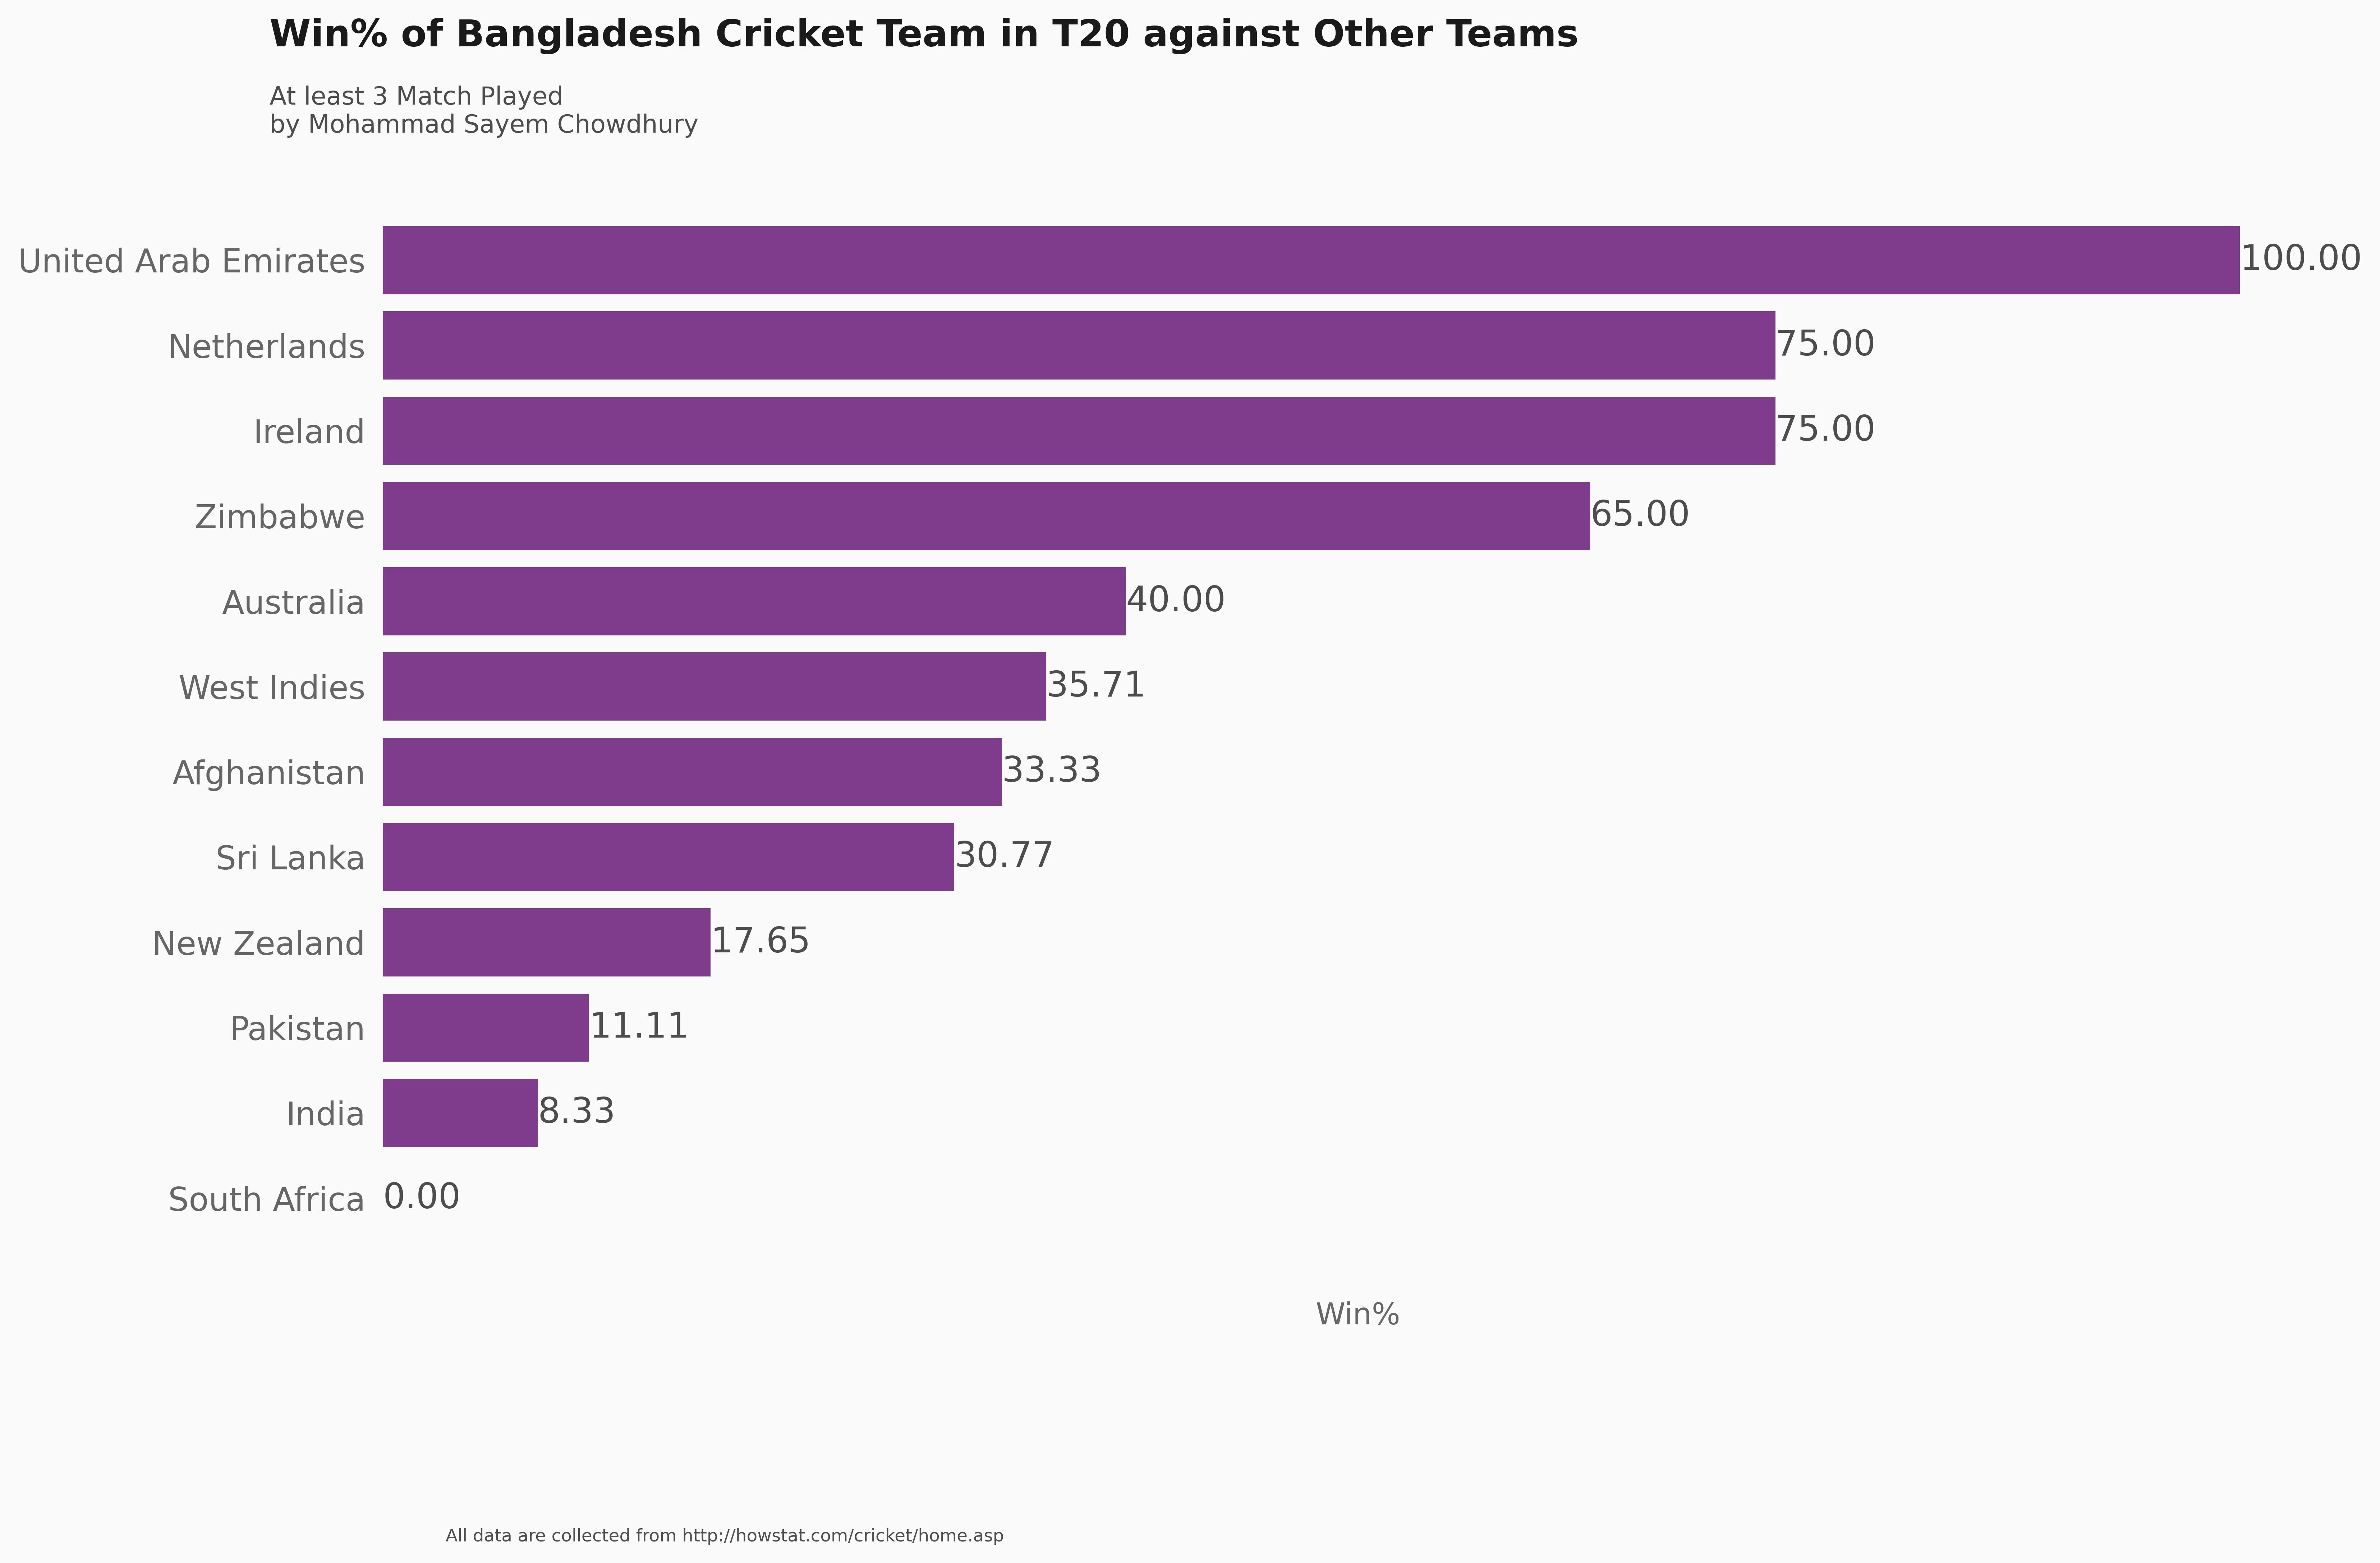 Win% of Bangladesh Cricket Team in T20 against Other Teams
At least 3 Match Played
by Mohammad Sayem Chowdhury
United Arab Emirates 100.00
Netherlands 75.00
Ireland 75.00
Zimbabwe 65.00
Australia 40.00
West Indies 35.71
Afghanistan 33.33
Sri Lanka 30.77
New Zealand 17.65
Pakistan 11.11
India 8.33
South Africa 0.00
Win%
All data are collected from http://howstat.com/cricket/home.asp